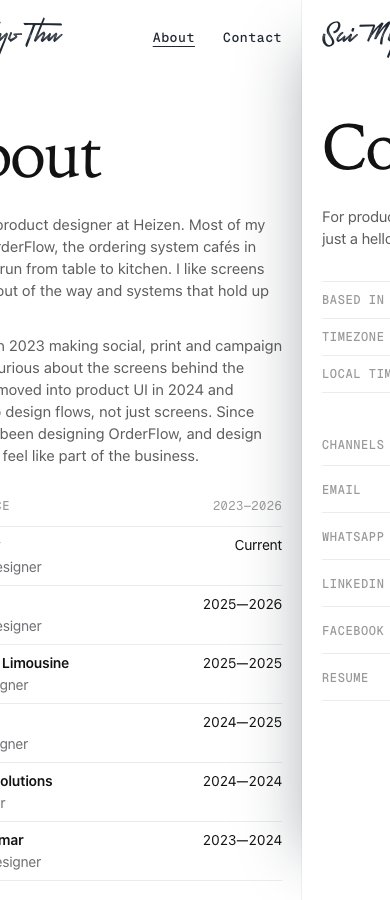 Thu
About Contact
out
product designer at Heizen. Most of my
rderFlow, the ordering system cafés in
run from table to kitchen. I like screens
out of the way and systems that hold up
2023 making social, print and campaign
urious about the screens behind the
moved into product UI in 2024 and
design flows, not just screens. Since
been designing OrderFlow, and design
feel like part of the business.
CE 2023—2026
Current
esigner
2025—2026
esigner
Limousine 2025—2025
gner
2024—2025
gner
olutions 2024—2024
r
mar 2023—2024
esigner
Sai M
Co
For produ
just a hello
BASED IN
TIMEZONE
LOCAL TIM
CHANNELS
EMAIL
WHATSAPP
LINKEDIN
FACEBOOK
RESUME